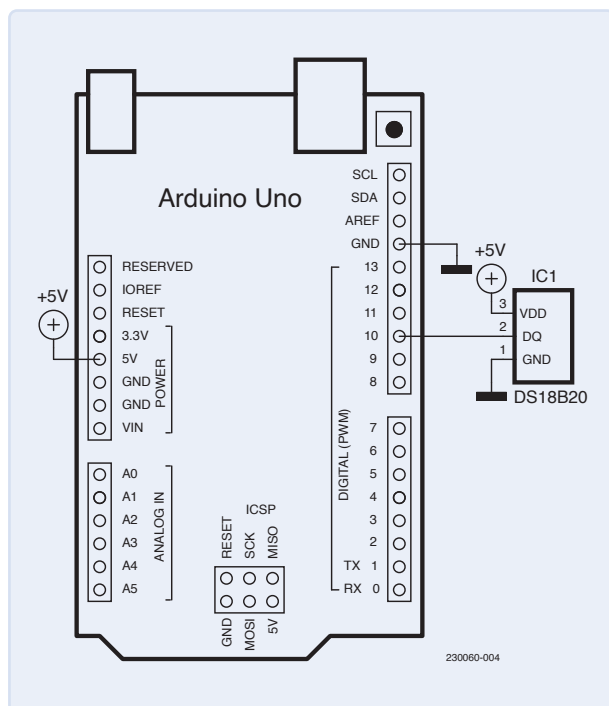 Arduino Uno
SCL
SDA
AREF
GND
13
12
11
10
9
8
7
6
5
4
3
2
TX 1
RX 0
DIGITAL (PWM)
RESERVED
IOREF
RESET
3.3V
5V
GND
GND
VIN
POWER
+5V
A0
A1
A2
A3
A4
A5
ANALOG IN
ICSP
RESET
SCK
MISO
GND
MOSI
5V
+5V
IC1
3 VDD
2 DQ
1 GND
DS18B20
230060-004